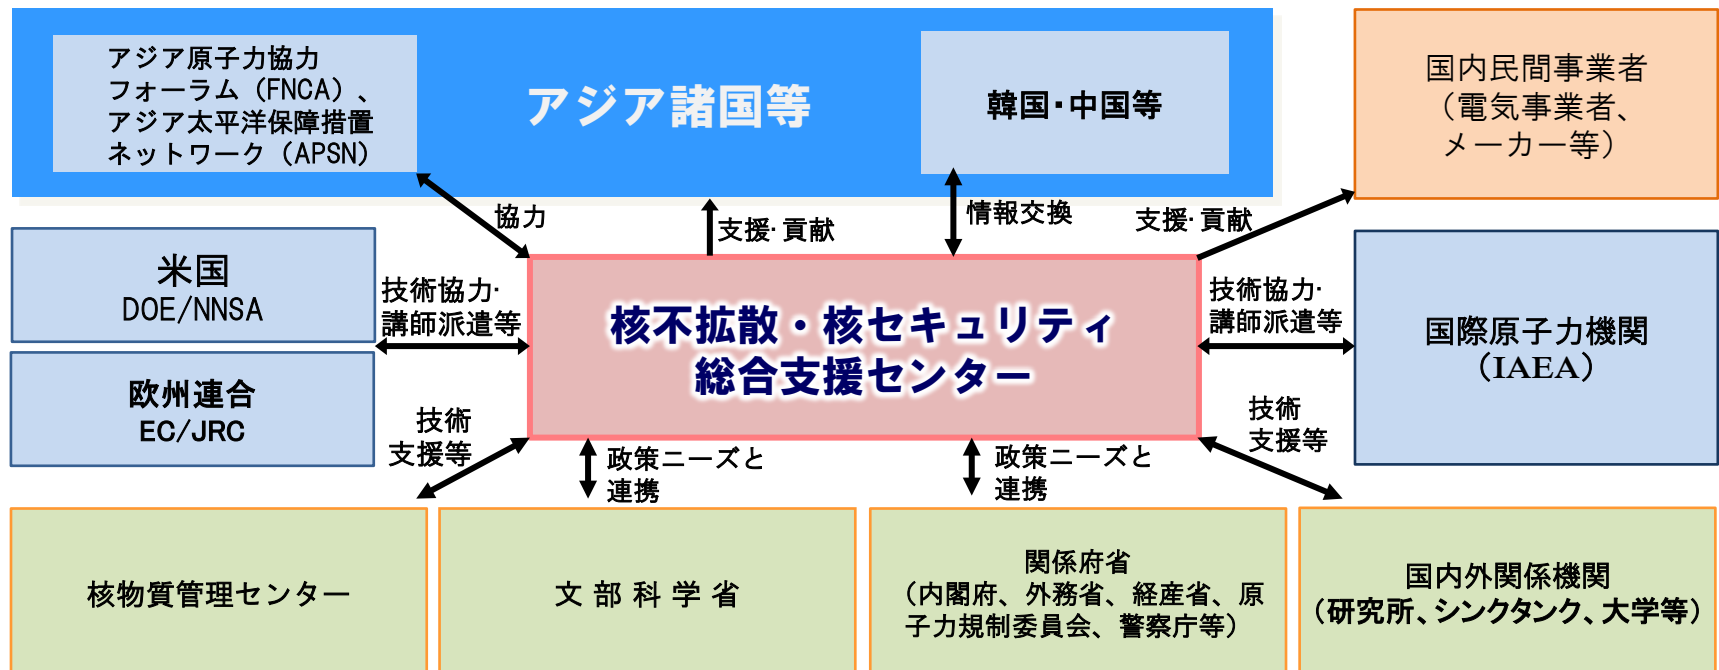 アジア原子力協力
フォーラム（FNCA）、
アジア太平洋保障措置
ネットワーク（APSN）
アジア諸国等
韓国・中国等
国内民間事業者
（電気事業者、
メーカー等）
協力
支援・貢献
情報交換
支援・貢献
米国
DOE/NNSA
技術協力・
講師派遣等
核不拡散・核セキュリティ
総合支援センター
技術協力・
講師派遣等
国際原子力機関
（IAEA）
欧州連合
EC/JRC
技術
支援等
政策ニーズと
連携
政策ニーズと
連携
技術
支援等
核物質管理センター
文部科学省
関係府省
（内閣府、外務省、経産省、原
子力規制委員会、警察庁等）
国内外関係機関
（研究所、シンクタンク、大学等）